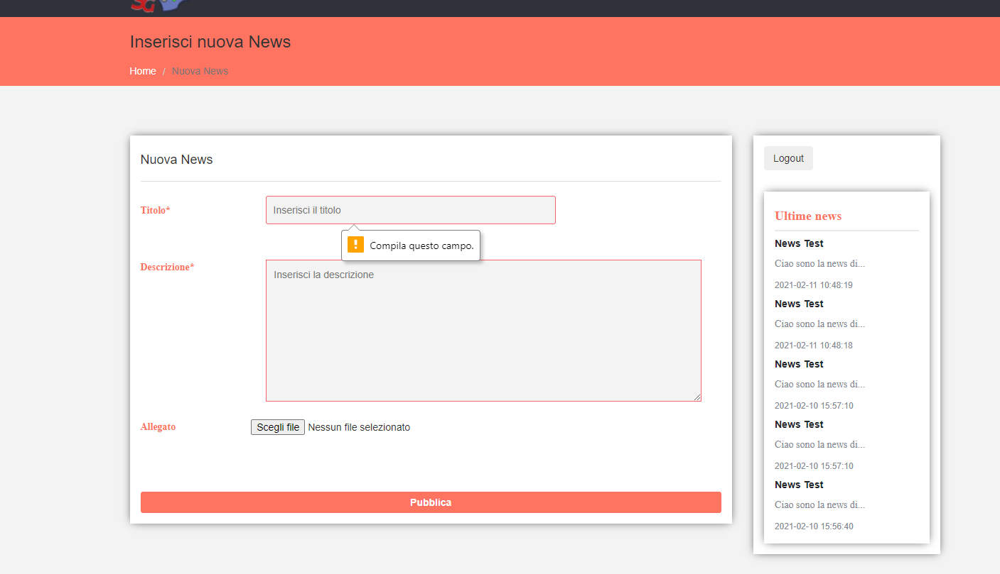 SG
Inserisci nuova News
Home / Nuova News
Nuova News
Titolo*
Inserisci il titolo
! Compila questo campo.
Descrizione*
Inserisci la descrizione
Allegato
Scegli file Nessun file selezionato
Pubblica
Logout
Ultime news
News Test
Ciao sono la news di...
2021-02-11 10:48:19
News Test
Ciao sono la news di...
2021-02-11 10:48:18
News Test
Ciao sono la news di...
2021-02-10 15:57:10
News Test
Ciao sono la news di...
2021-02-10 15:57:10
News Test
Ciao sono la news di...
2021-02-10 15:56:40